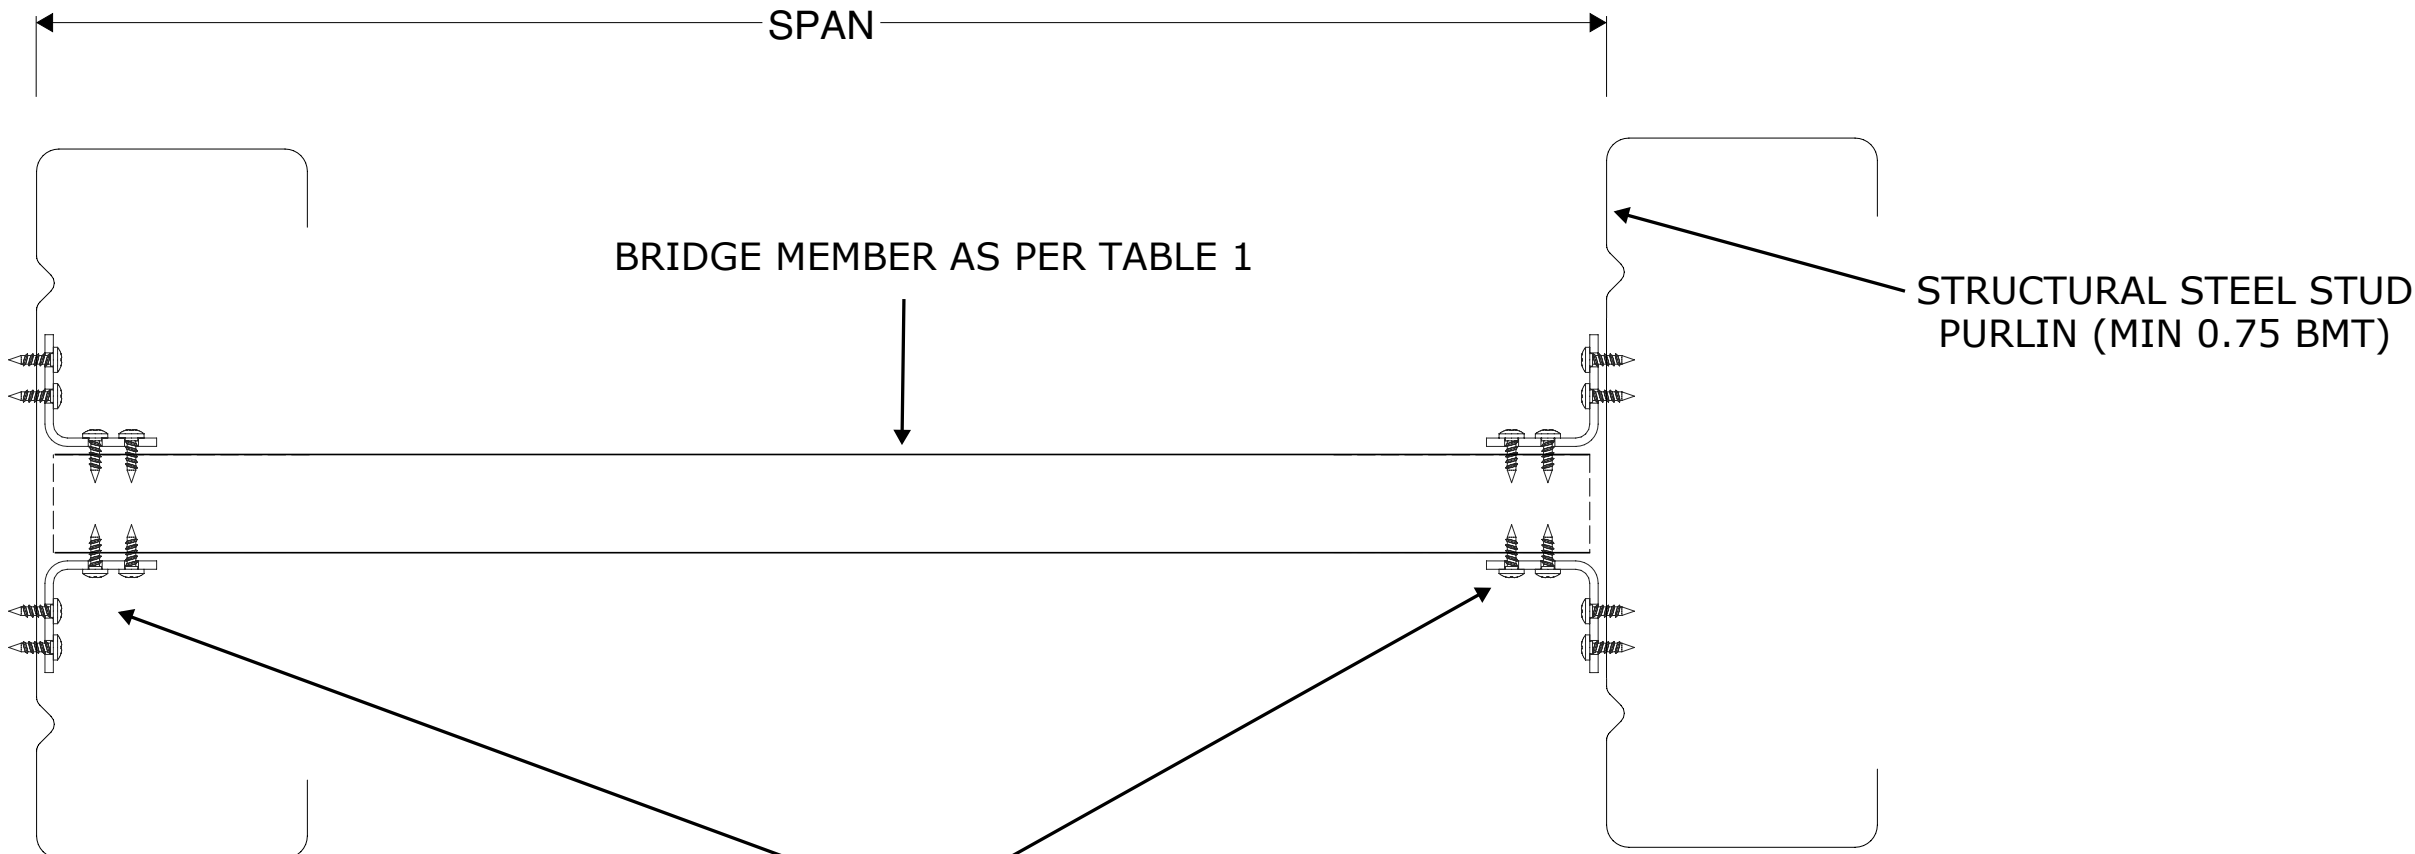 SPAN
BRIDGE MEMBER AS PER TABLE 1
STRUCTURAL STEEL STUD
PURLIN (MIN 0.75 BMT)